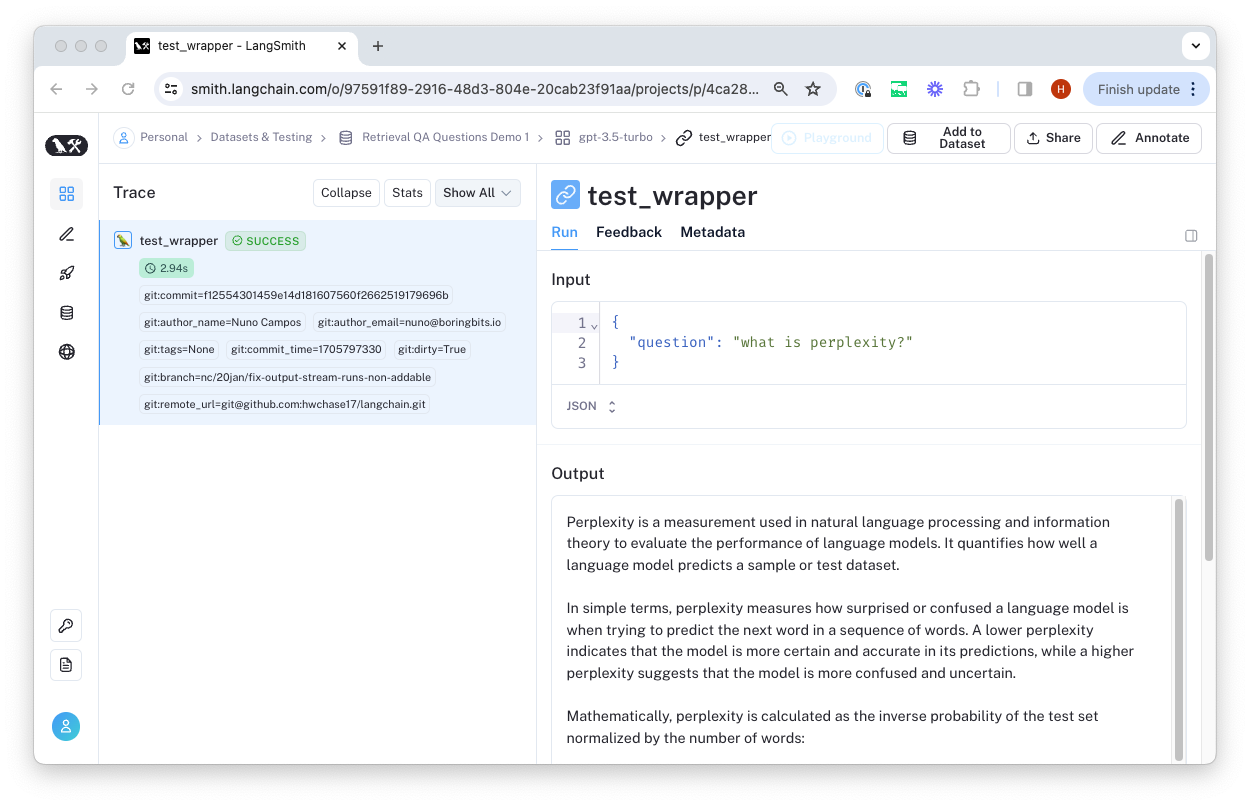 test_wrapper - LangSmith
smith.langchain.com/o/97591f89-2916-48d3-804e-20cab23f91aa/projects/p/4ca28...
H
Finish update
Personal
Datasets & Testing
Retrieval QA Questions Demo 1
gpt-3.5-turbo
test_wrapper
Playground
Add to
Dataset
Share
Annotate
Trace
Collapse
Stats
Show All
test_wrapper
SUCCESS
2.94s
git:commit=f12554301459e14d181607560f2662519179696b
git:author_name=Nuno Campos
git:author_email=nuno@boringbits.io
git:tags=None
git:commit_time=1705797330
git:dirty=True
git:branch=nc/20jan/fix-output-stream-runs-non-addable
git:remote_url=git@github.com:hwchase17/langchain.git
test_wrapper
Run
Feedback
Metadata
Input
1 {
2 "question": "what is perplexity?"
3 }
JSON
Output
Perplexity is a measurement used in natural language processing and information
theory to evaluate the performance of language models. It quantifies how well a
language model predicts a sample or test dataset.
In simple terms, perplexity measures how surprised or confused a language model is
when trying to predict the next word in a sequence of words. A lower perplexity
indicates that the model is more certain and accurate in its predictions, while a higher
perplexity suggests that the model is more confused and uncertain.
Mathematically, perplexity is calculated as the inverse probability of the test set
normalized by the number of words: